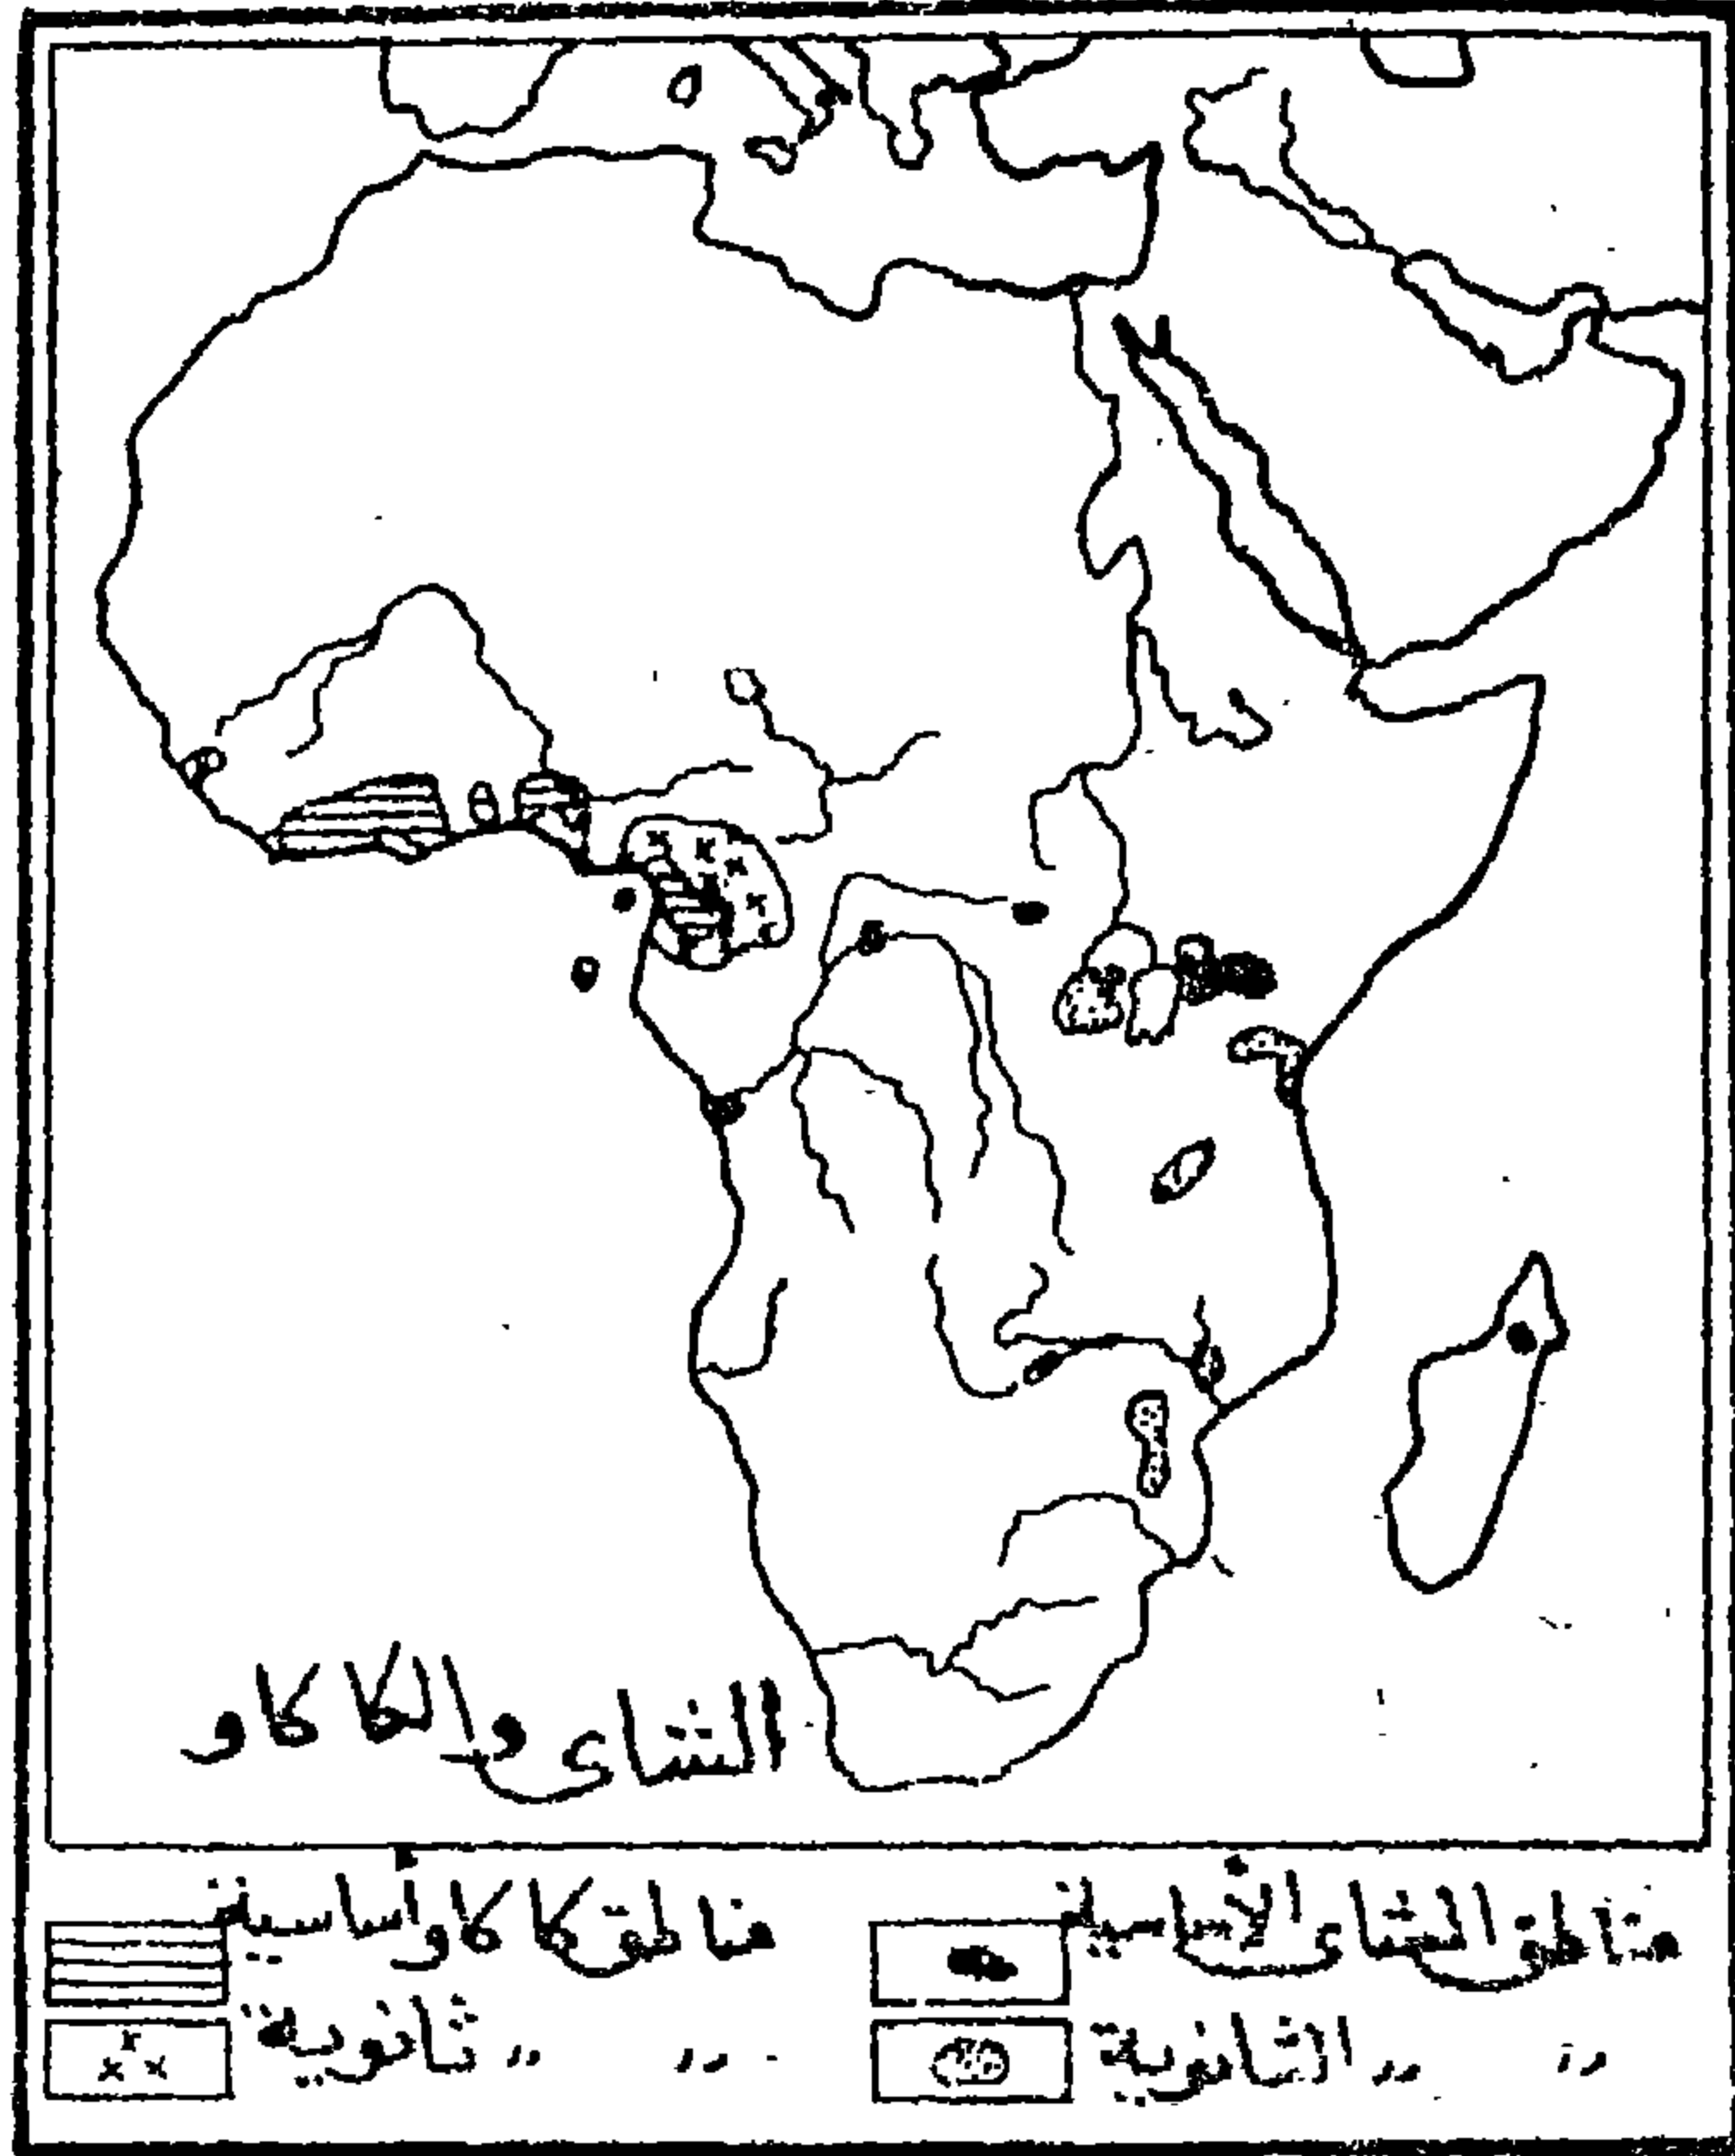 الشاى والكاكاو
مناطق الشاى الأساسية
مناطق كاكاو أساسية
،، ،، الثانوية
،، ،، ثانوية